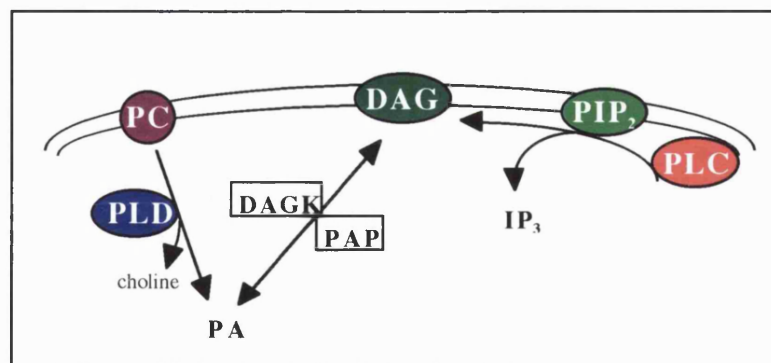 PC
DAG
PIP₂
PLC
PLD
DAGK
PAP
IP₃
choline
PA